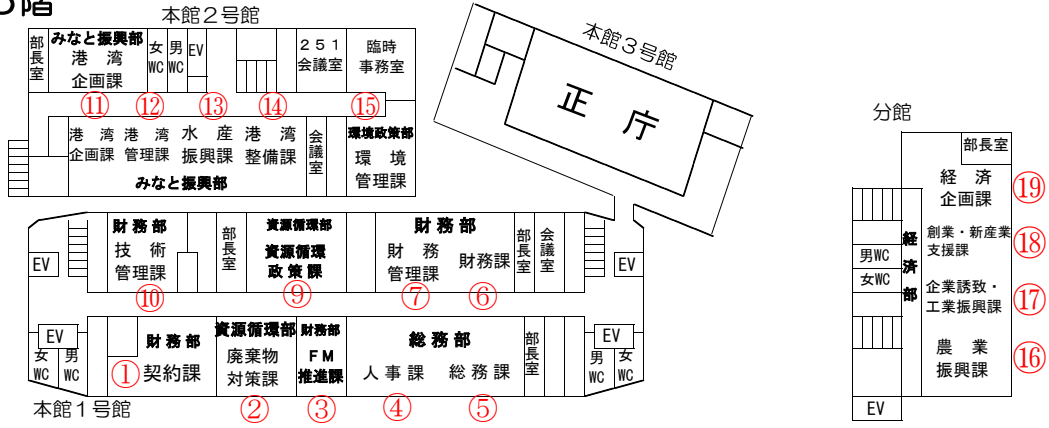 階
本館２号館
部長室
みなと振興部
港　湾
企画課
女WC
男WC
EV
２５１
会議室
臨時
事務室
⑪
⑫
⑬
⑭
⑮
港　湾
企画課
港　湾
管理課
水　産
振興課
港　湾
整備課
みなと振興部
会議室
環境政策部
環　境
管理課
本館３号館
正　庁
EV
財務部
技　術
管理課
⑩
部長室
資源循環部
資源循環
政策課
⑨
財務部
財　務
管理課
⑦
財務課
⑥
部長室
会議室
EV
EV
女WC
男WC
①
財務部
契約課
資源循環部
廃棄物
対策課
②
財務部
ＦＭ
推進課
③
総務部
人事課
④
総務課
⑤
部長室
EV
男WC
女WC
本館１号館
分館
部長室
経　済
企画課
⑲
創業・新産業
支援課
⑱
経済部
男WC
女WC
企業誘致・
工業振興課
⑰
農　業
振興課
⑯
EV